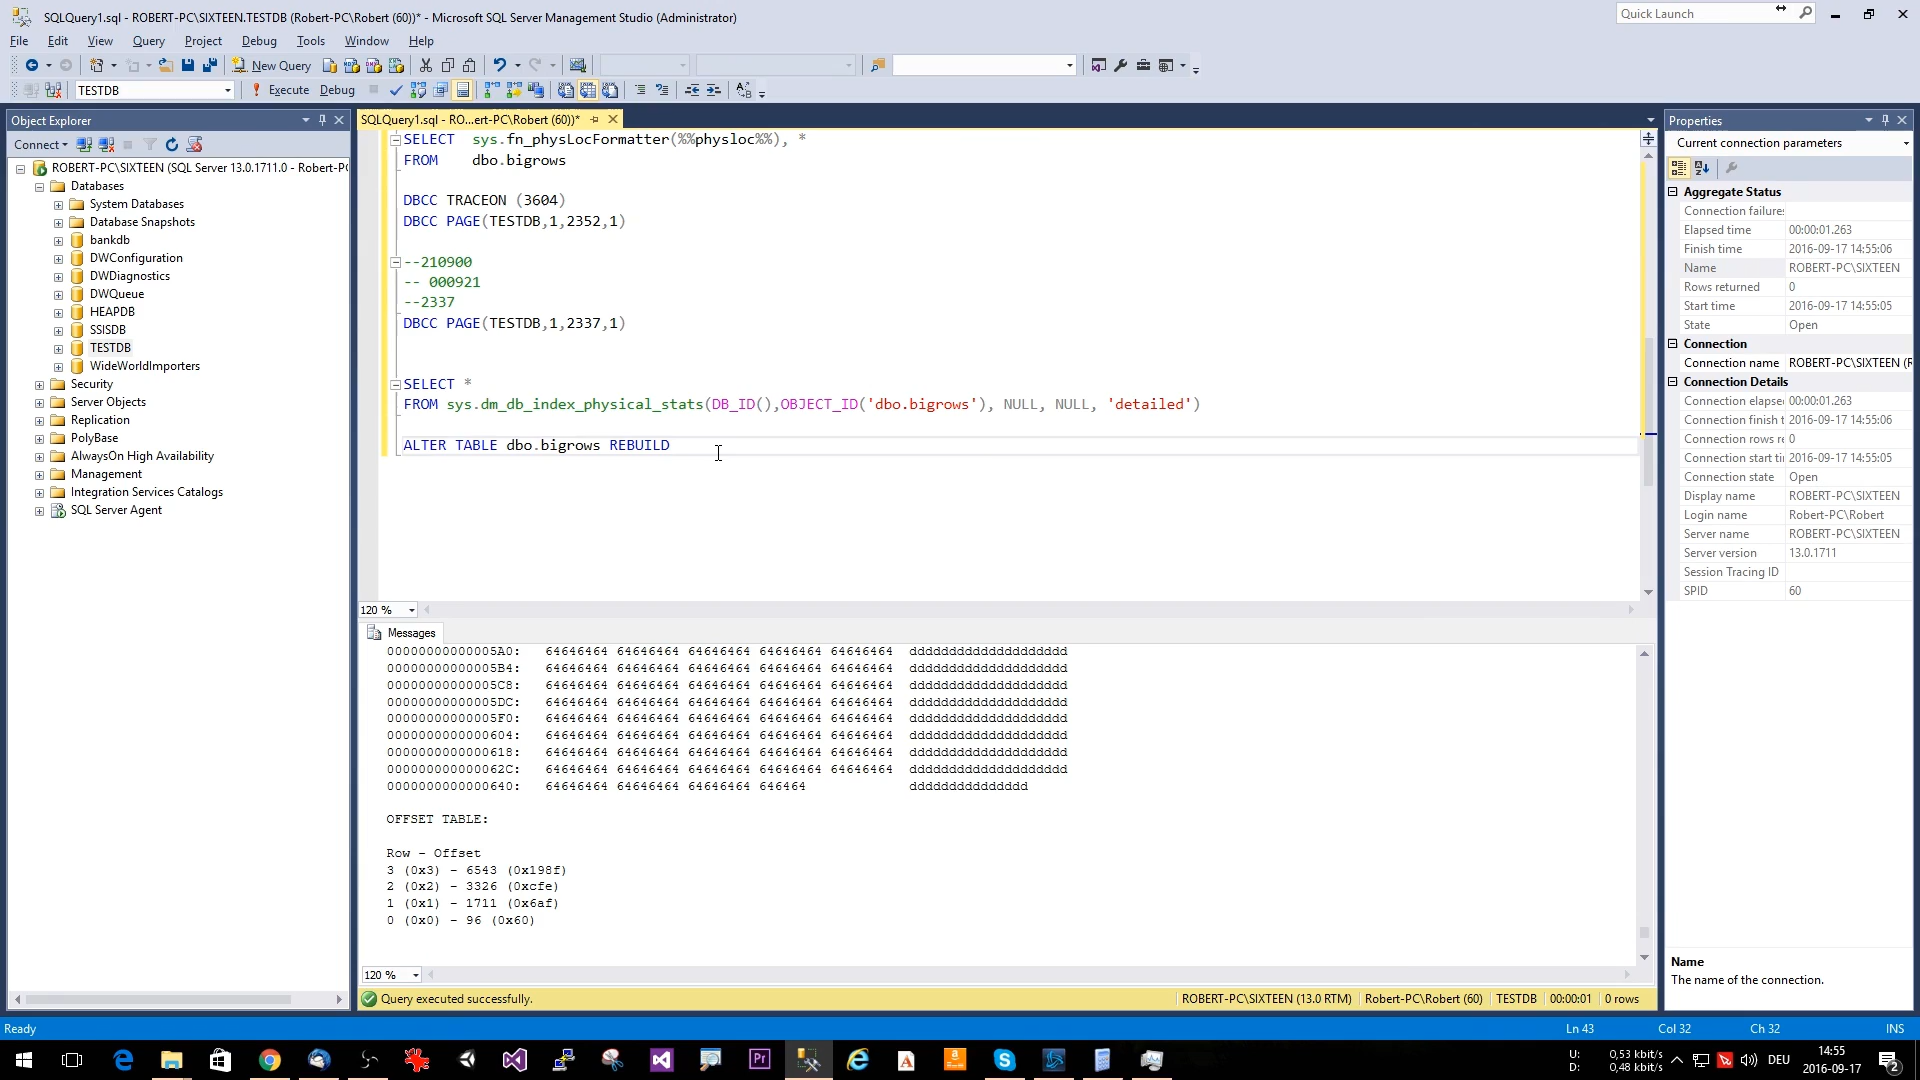 SQLQuery1.sql - ROBERT-PC\SIXTEEN.TESTDB (Robert-PC\Robert (60))* - Microsoft SQL Server Management Studio (Administrator)
Quick Launch
File Edit View Query Project Debug Tools Window Help
New Query
TESTDB
Execute Debug
Object Explorer
Connect
ROBERT-PC\SIXTEEN (SQL Server 13.0.1711.0 - Robert-PC
Databases
System Databases
Database Snapshots
bankdb
DWConfiguration
DWDiagnostics
DWQueue
HEAPDB
SSISDB
TESTDB
WideWorldImporters
Security
Server Objects
Replication
PolyBase
AlwaysOn High Availability
Management
Integration Services Catalogs
SQL Server Agent
SQLQuery1.sql - RO...ert-PC\Robert (60))*
SELECT sys.fn_physLocFormatter(%%physloc%%), *
FROM dbo.bigrows
DBCC TRACEON (3604)
DBCC PAGE(TESTDB,1,2352,1)
--210900
-- 000921
--2337
DBCC PAGE(TESTDB,1,2337,1)
SELECT *
FROM sys.dm_db_index_physical_stats(DB_ID(),OBJECT_ID('dbo.bigrows'), NULL, NULL, 'detailed')
ALTER TABLE dbo.bigrows REBUILD
120 %
Messages
00000000000005A0: 64646464 64646464 64646464 64646464 64646464 dddddddddddddddddddd
00000000000005B4: 64646464 64646464 64646464 64646464 64646464 dddddddddddddddddddd
00000000000005C8: 64646464 64646464 64646464 64646464 64646464 dddddddddddddddddddd
00000000000005DC: 64646464 64646464 64646464 64646464 64646464 dddddddddddddddddddd
00000000000005F0: 64646464 64646464 64646464 64646464 64646464 dddddddddddddddddddd
0000000000000604: 64646464 64646464 64646464 64646464 64646464 dddddddddddddddddddd
0000000000000618: 64646464 64646464 64646464 64646464 64646464 dddddddddddddddddddd
000000000000062C: 64646464 64646464 64646464 64646464 64646464 dddddddddddddddddddd
0000000000000640: 64646464 64646464 64646464 646464 ddddddddddddddd
OFFSET TABLE:
Row - Offset
3 (0x3) - 6543 (0x198f)
2 (0x2) - 3326 (0xcfe)
1 (0x1) - 1711 (0x6af)
0 (0x0) - 96 (0x60)
120 %
Query executed successfully.
ROBERT-PC\SIXTEEN (13.0 RTM) Robert-PC\Robert (60) TESTDB 00:00:01 0 rows
Properties
Current connection parameters
Aggregate Status
Connection failures
Elapsed time 00:00:01.263
Finish time 2016-09-17 14:55:06
Name ROBERT-PC\SIXTEEN
Rows returned 0
Start time 2016-09-17 14:55:05
State Open
Connection
Connection name ROBERT-PC\SIXTEEN (R
Connection Details
Connection elapse 00:00:01.263
Connection finish t 2016-09-17 14:55:06
Connection rows re 0
Connection start ti 2016-09-17 14:55:05
Connection state Open
Display name ROBERT-PC\SIXTEEN
Login name Robert-PC\Robert
Server name ROBERT-PC\SIXTEEN
Server version 13.0.1711
Session Tracing ID
SPID 60
Name
The name of the connection.
Ready
Ln 43 Col 32 Ch 32 INS
U: 0,53 kbit/s
D: 0,48 kbit/s
DEU
14:55
2016-09-17
2